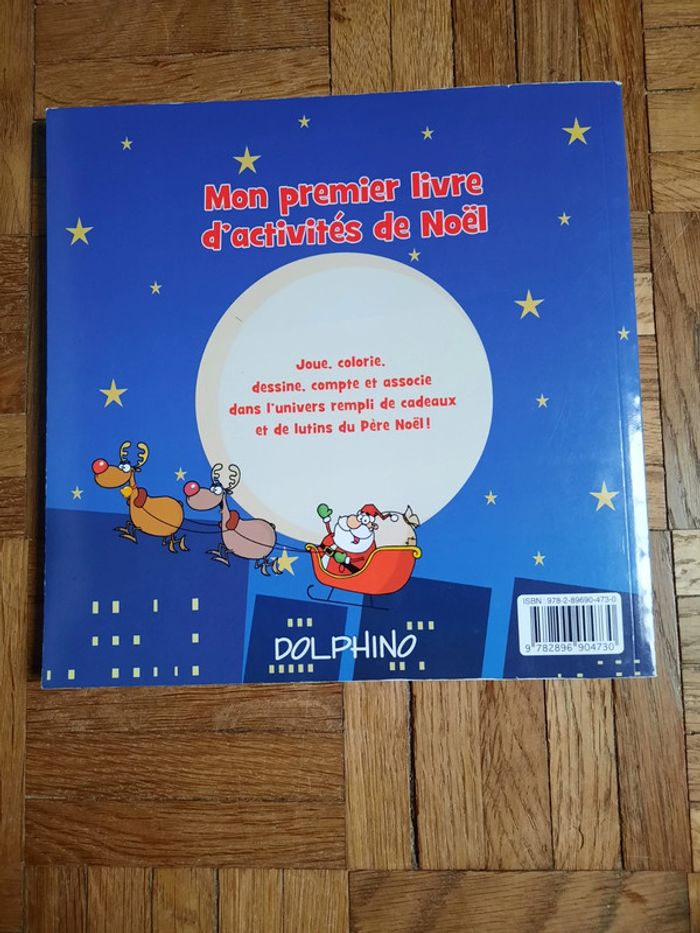 Mon premier livre
d'activités de Noël
Joue, colorie,
dessine, compte et associe
dans l'univers rempli de cadeaux
et de lutins du Père Noël !
DOLPHINO
ISBN : 978-2-89690-473-0
9 782896 904730